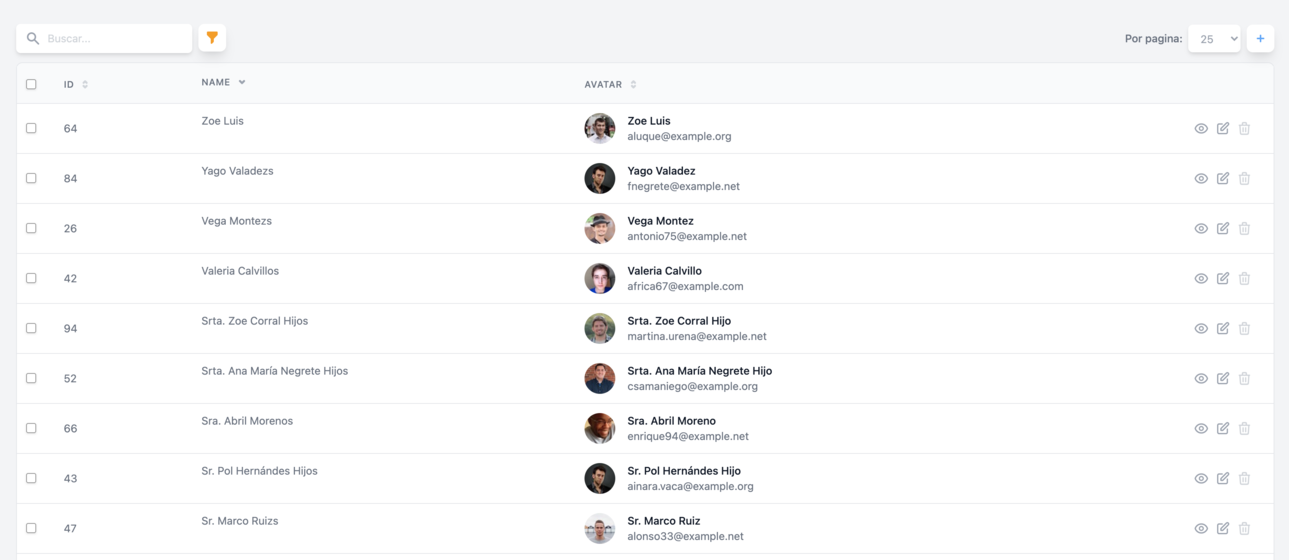 Buscar...
Por pagina: 25 +
ID NAME AVATAR
64 Zoe Luis Zoe Luis
aluque@example.org
84 Yago Valadezs Yago Valadez
fnegrete@example.net
26 Vega Montezs Vega Montez
antonio75@example.net
42 Valeria Calvillos Valeria Calvillo
africa67@example.com
94 Srta. Zoe Corral Hijos Srta. Zoe Corral Hijo
martina.urena@example.net
52 Srta. Ana María Negrete Hijos Srta. Ana María Negrete Hijo
csamaniego@example.org
66 Sra. Abril Morenos Sra. Abril Moreno
enrique94@example.net
43 Sr. Pol Hernándes Hijos Sr. Pol Hernándes Hijo
ainara.vaca@example.org
47 Sr. Marco Ruizs Sr. Marco Ruiz
alonso33@example.net